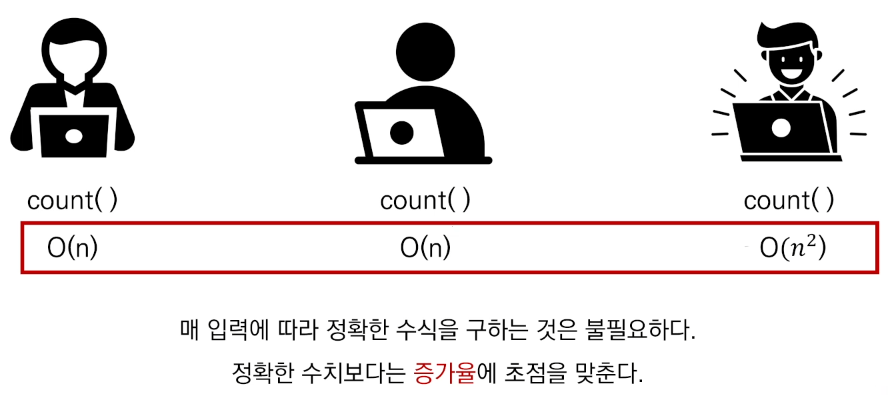 count( ) count( ) count( )
O(n) O(n) O(n²)
매 입력에 따라 정확한 수식을 구하는 것은 불필요하다.
정확한 수치보다는 증가율에 초점을 맞춘다.